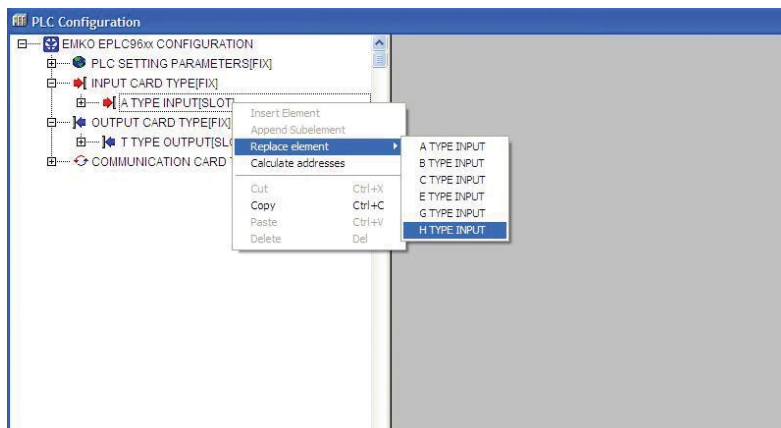 PLC Configuration
EMKO EPLC96xx CONFIGURATION
PLC SETTING PARAMETERS[FIX]
INPUT CARD TYPE[FIX]
A TYPE INPUT[SLOT]
OUTPUT CARD TYPE[FIX]
T TYPE OUTPUT[SL
COMMUNICATION CARD
Insert Element
Append Subelement
Replace element
Calculate addresses
Cut Ctrl+X
Copy Ctrl+C
Paste Ctrl+V
Delete Del
A TYPE INPUT
B TYPE INPUT
C TYPE INPUT
E TYPE INPUT
G TYPE INPUT
H TYPE INPUT